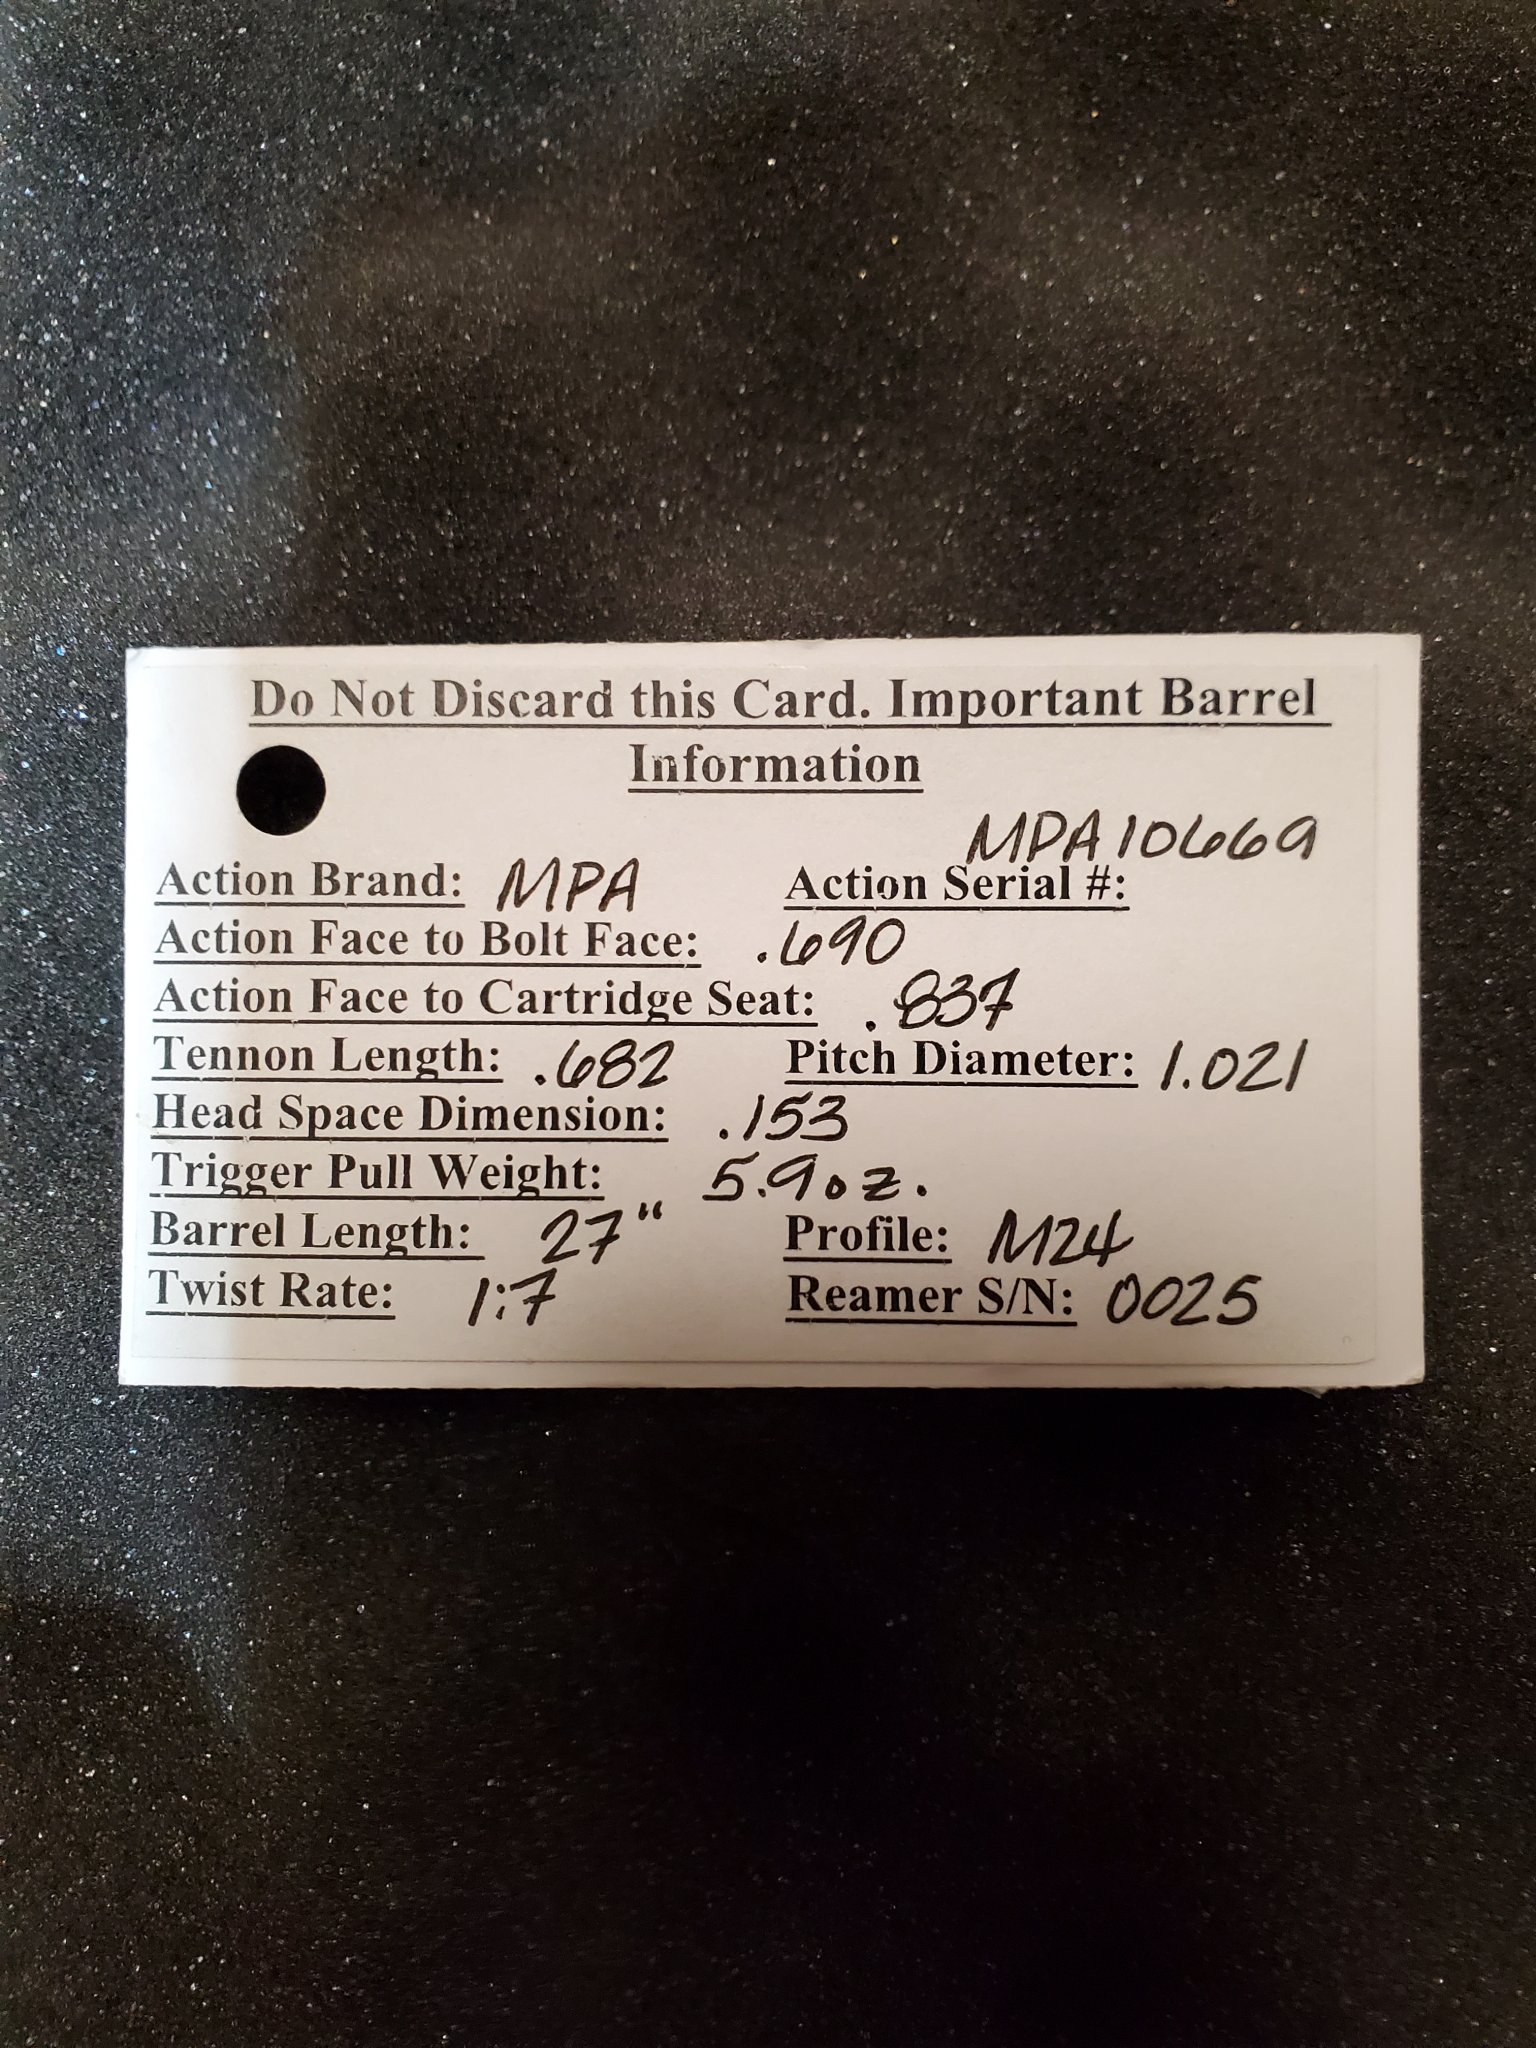 Do Not Discard this Card. Important Barrel
Information
MPA10669
Action Brand: MPA Action Serial #:
Action Face to Bolt Face: .690
Action Face to Cartridge Seat: .837
Tennon Length: .682 Pitch Diameter: 1.021
Head Space Dimension: .153
Trigger Pull Weight: 5.9oz.
Barrel Length: 27" Profile: M24
Twist Rate: 1:7 Reamer S/N: 0025